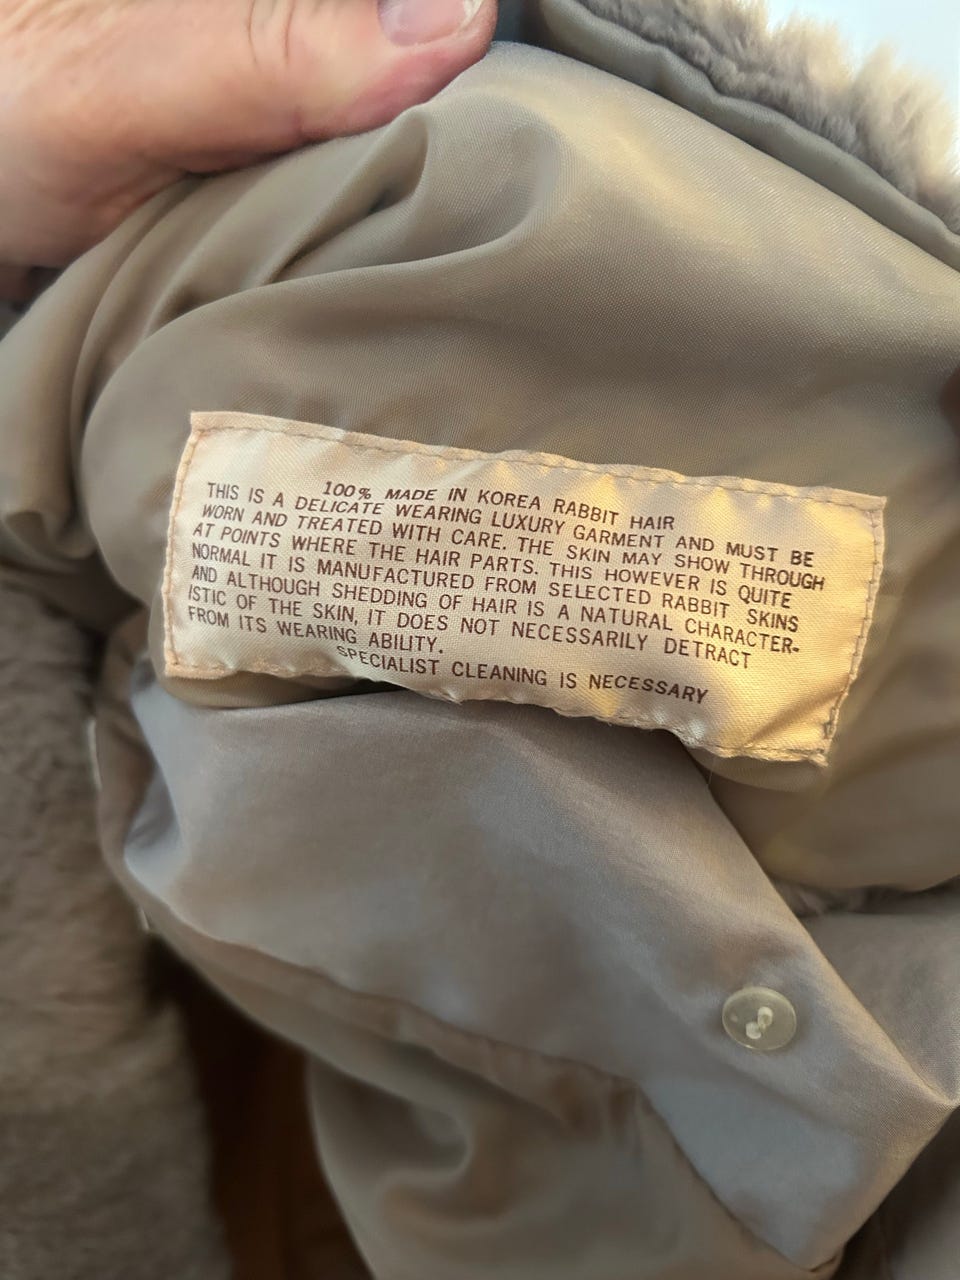 100% MADE IN KOREA RABBIT HAIR
THIS IS A DELICATE WEARING LUXURY GARMENT AND MUST BE
WORN AND TREATED WITH CARE. THE SKIN MAY SHOW THROUGH
AT POINTS WHERE THE HAIR PARTS. THIS HOWEVER IS QUITE
NORMAL IT IS MANUFACTURED FROM SELECTED RABBIT SKINS
AND ALTHOUGH SHEDDING OF HAIR IS A NATURAL CHARACTER-
ISTIC OF THE SKIN, IT DOES NOT NECESSARILY DETRACT
FROM ITS WEARING ABILITY.
SPECIALIST CLEANING IS NECESSARY